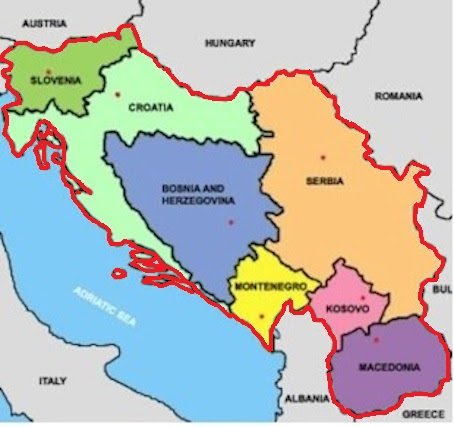 AUSTRIA
HUNGARY
SLOVENIA
CROATIA
ROMANIA
BOSNIA AND
HERZEGOVINA
SERBIA
MONTENEGRO
BUL
ADRIATIC SEA
KOSOVO
MACEDONIA
ITALY
ALBANIA
GREECE